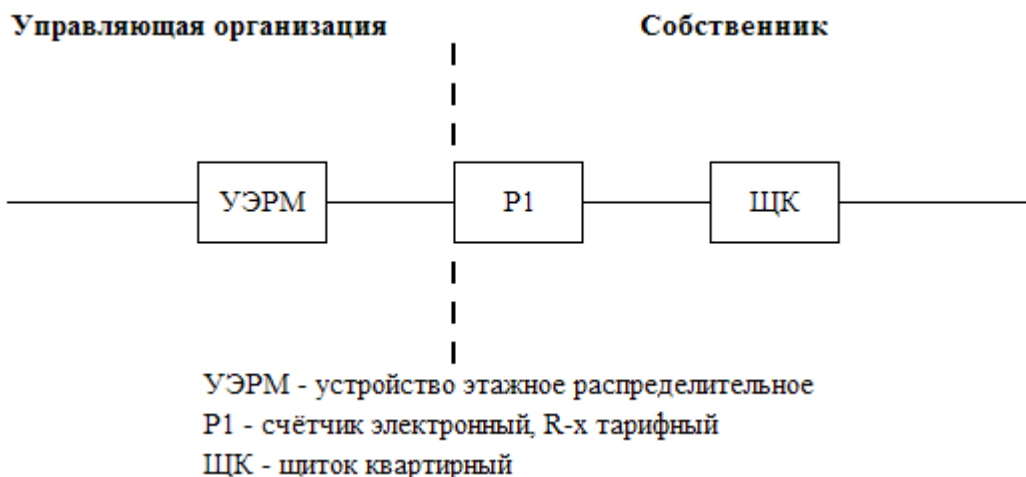 Управляющая организация
Собственник
УЭРМ
Р1
ЩК
УЭРМ - устройство этажное распределительное
Р1 - счётчик электронный, R-х тарифный
ЩК - щиток квартирный